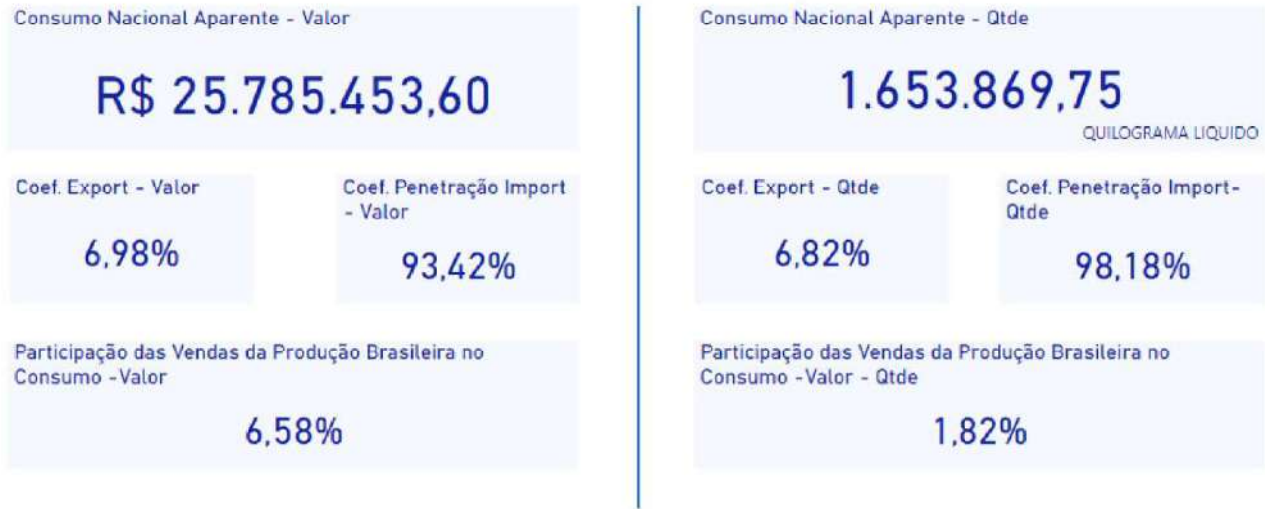 Consumo Nacional Aparente - Valor
R$ 25.785.453,60
Coef. Export - Valor
6,98%
Coef. Penetração Import
- Valor
93,42%
Participação das Vendas da Produção Brasileira no
Consumo -Valor
6,58%
Consumo Nacional Aparente - Qtde
1.653.869,75
QUILOGRAMA LIQUIDO
Coef. Export - Qtde
6,82%
Coef. Penetração Import-
Qtde
98,18%
Participação das Vendas da Produção Brasileira no
Consumo -Valor - Qtde
1,82%